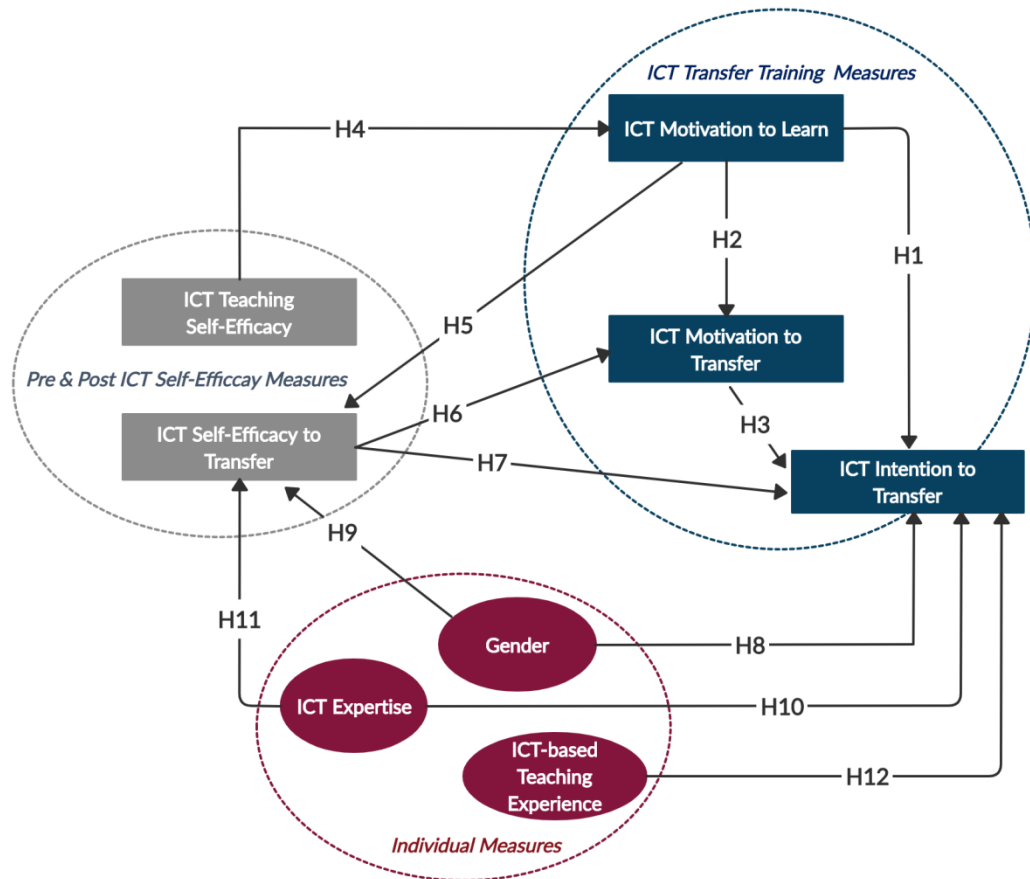 ICT Transfer Training Measures
ICT Motivation to Learn
H4
H2
H1
ICT Teaching
Self-Efficacy
H5
ICT Motivation to
Transfer
Pre & Post ICT Self-Efficcay Measures
H6
H3
ICT Self-Efficacy to
Transfer
H7
ICT Intention to
Transfer
H9
H11
Gender
H8
ICT Expertise
H10
ICT-based
Teaching
Experience
H12
Individual Measures